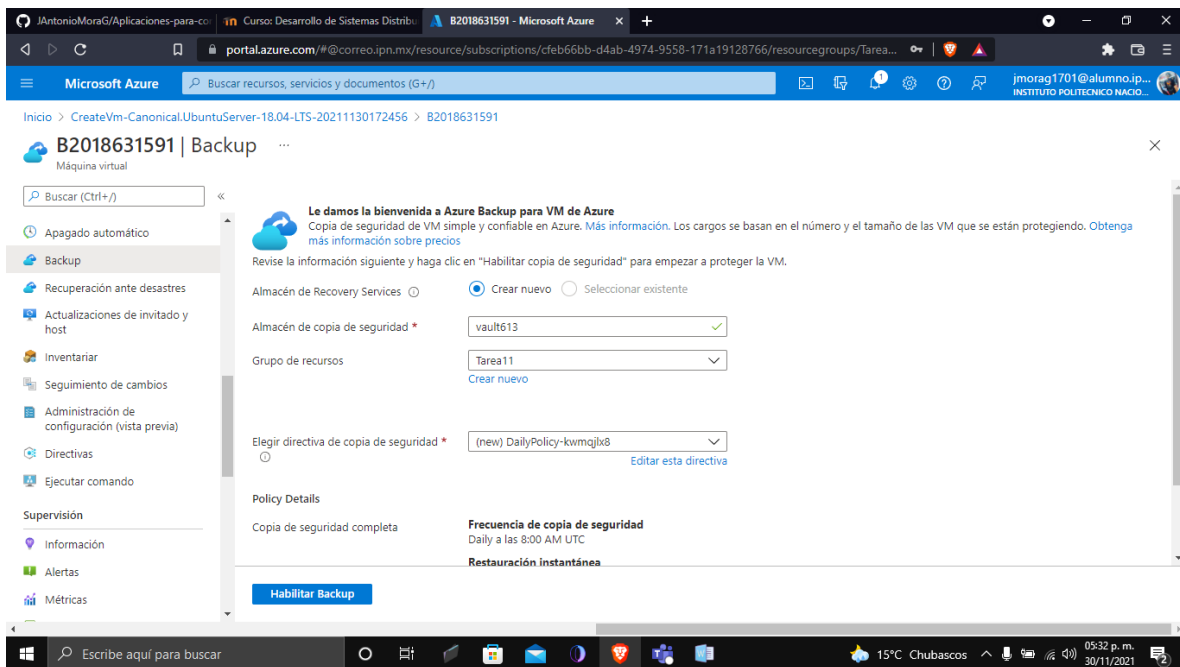 JAntonioMoraG/Aplicaciones-para-co
Curso: Desarrollo de Sistemas Distribu
B2018631591 - Microsoft Azure
portal.azure.com/#@correo.ipn.mx/resource/subscriptions/cfeb66bb-d4ab-4974-9558-171a19128766/resourcegroups/Tarea...
Microsoft Azure
Buscar recursos, servicios y documentos (G+/)
1
jmorag1701@alumno.ip...
INSTITUTO POLITECNICO NACIO...
Inicio > CreateVm-Canonical.UbuntuServer-18.04-LTS-20211130172456 > B2018631591
B2018631591 | Backup ...
Máquina virtual
Buscar (Ctrl+/)
Apagado automático
Backup
Recuperación ante desastres
Actualizaciones de invitado y
host
Inventariar
Seguimiento de cambios
Administración de
configuración (vista previa)
Directivas
Ejecutar comando
Supervisión
Información
Alertas
Métricas
Le damos la bienvenida a Azure Backup para VM de Azure
Copia de seguridad de VM simple y confiable en Azure. Más información. Los cargos se basan en el número y el tamaño de las VM que se están protegiendo. Obtenga
más información sobre precios
Revise la información siguiente y haga clic en "Habilitar copia de seguridad" para empezar a proteger la VM.
Almacén de Recovery Services
Crear nuevo
Seleccionar existente
Almacén de copia de seguridad *
vault613
Grupo de recursos
Tarea11
Crear nuevo
Elegir directiva de copia de seguridad *
(new) DailyPolicy-kwmqjlx8
Editar esta directiva
Policy Details
Copia de seguridad completa
Frecuencia de copia de seguridad
Daily a las 8:00 AM UTC
Restauración instantánea
Habilitar Backup
Escribe aquí para buscar
15°C Chubascos
05:32 p. m.
30/11/2021
2